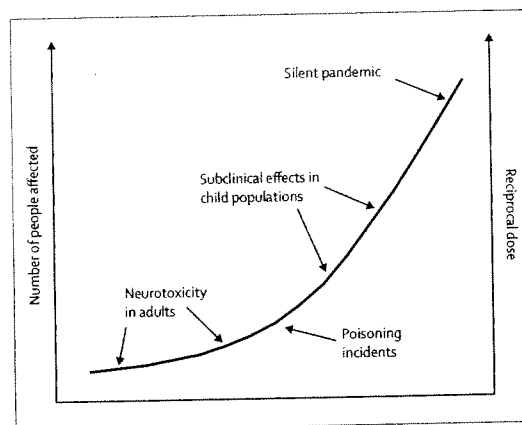 Silent pandemic
Subclinical effects in
child populations
Neurotoxicity
in adults
Poisoning
incidents
Number of people affected
Reciprocal dose